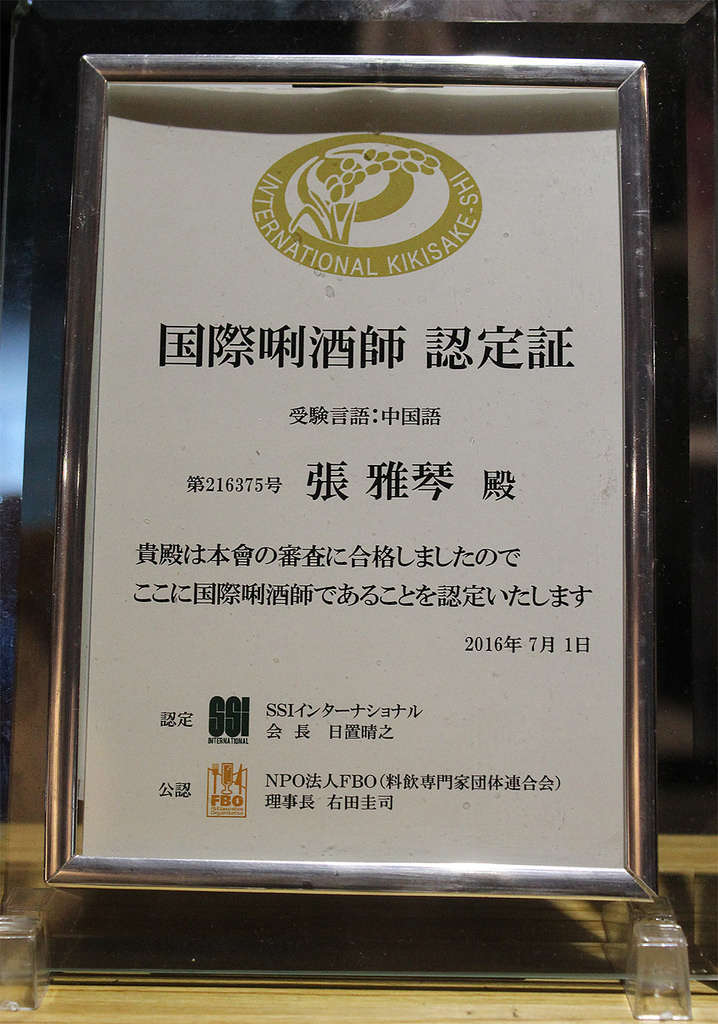 INTERNATIONAL KIKISAKE-SHI
国際唎酒師 認定証
受験言語:中国語
第216375号 張 雅琴 殿
貴殿は本會の審査に合格しましたので
ここに国際唎酒師であることを認定いたします
2016年 7月 1日
認定 SSI INTERNATIONAL SSIインターナショナル
会 長 日置晴之
公認 FBO NPO法人FBO(料飲専門家団体連合会)
理事長 右田圭司